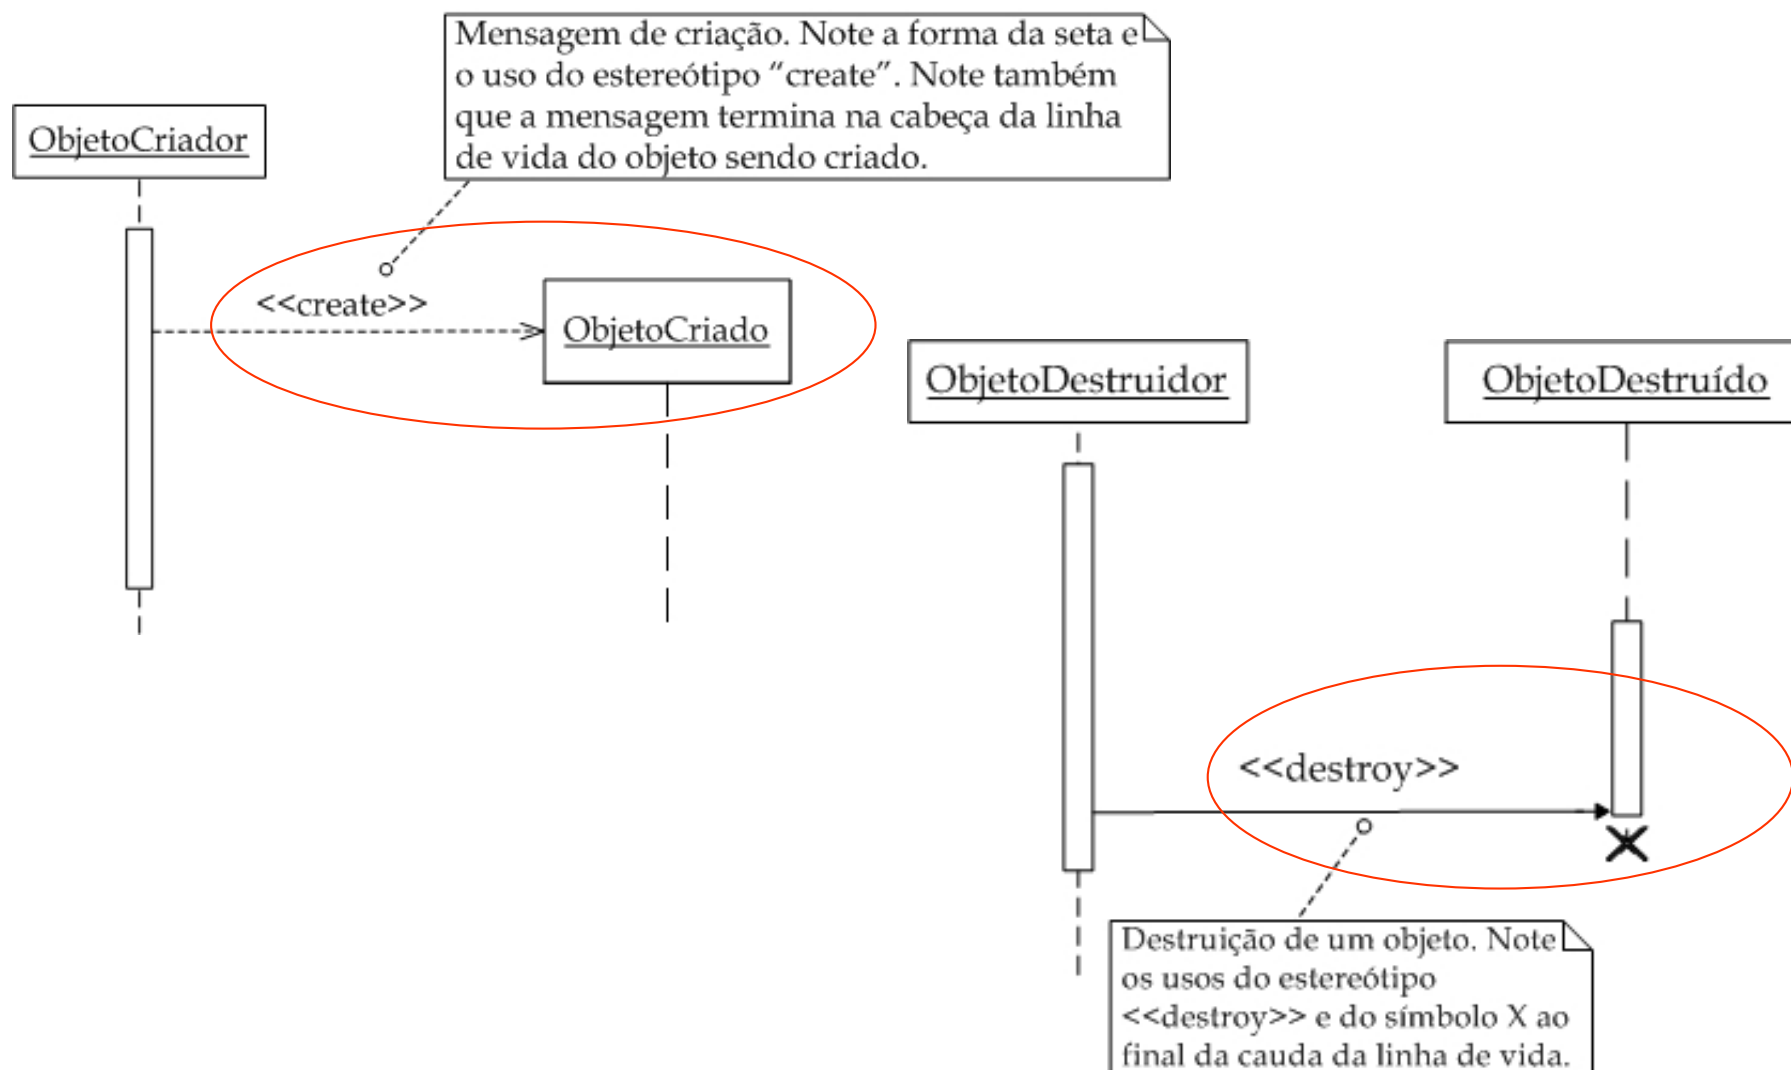 Mensagem de criação. Note a forma da seta e
o uso do estereótipo “create”. Note também
que a mensagem termina na cabeça da linha
de vida do objeto sendo criado.
ObjetoCriador
<<create>>
ObjetoCriado
ObjetoDestruidor
ObjetoDestruído
<<destroy>>
Destruição de um objeto. Note
os usos do estereótipo
<<destroy>> e do símbolo X ao
final da cauda da linha de vida.